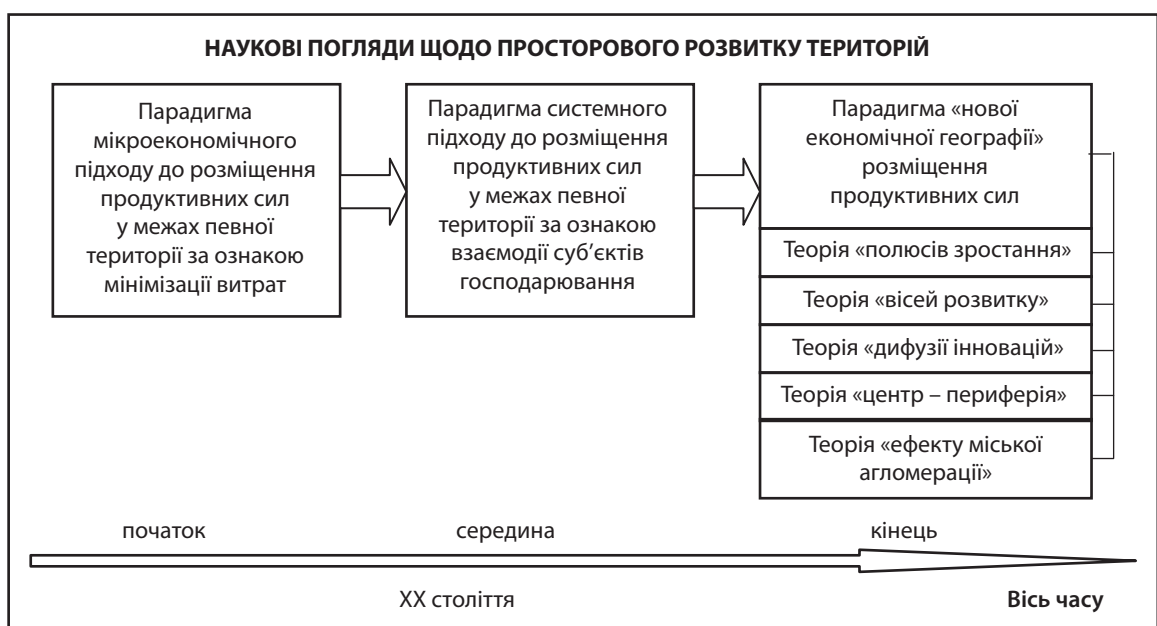 НАУКОВІ ПОГЛЯДИ ЩОДО ПРОСТОРОВОГО РОЗВИТКУ ТЕРИТОРІЙ
Парадигма
мікроекономічного
підходу до розміщення
продуктивних сил
у межах певної
території за ознакою
мінімізації витрат
Парадигма системного
підходу до розміщення
продуктивних сил
у межах певної
території за ознакою
взаємодії суб’єктів
господарювання
Парадигма «нової
економічної географії»
розміщення
продуктивних сил
Теорія «полюсів зростання»
Теорія «вісей розвитку»
Теорія «дифузії інновацій»
Теорія «центр – периферія»
Теорія «ефекту міської
агломерації»
початок
середина
кінець
ХХ століття
Вісь часу